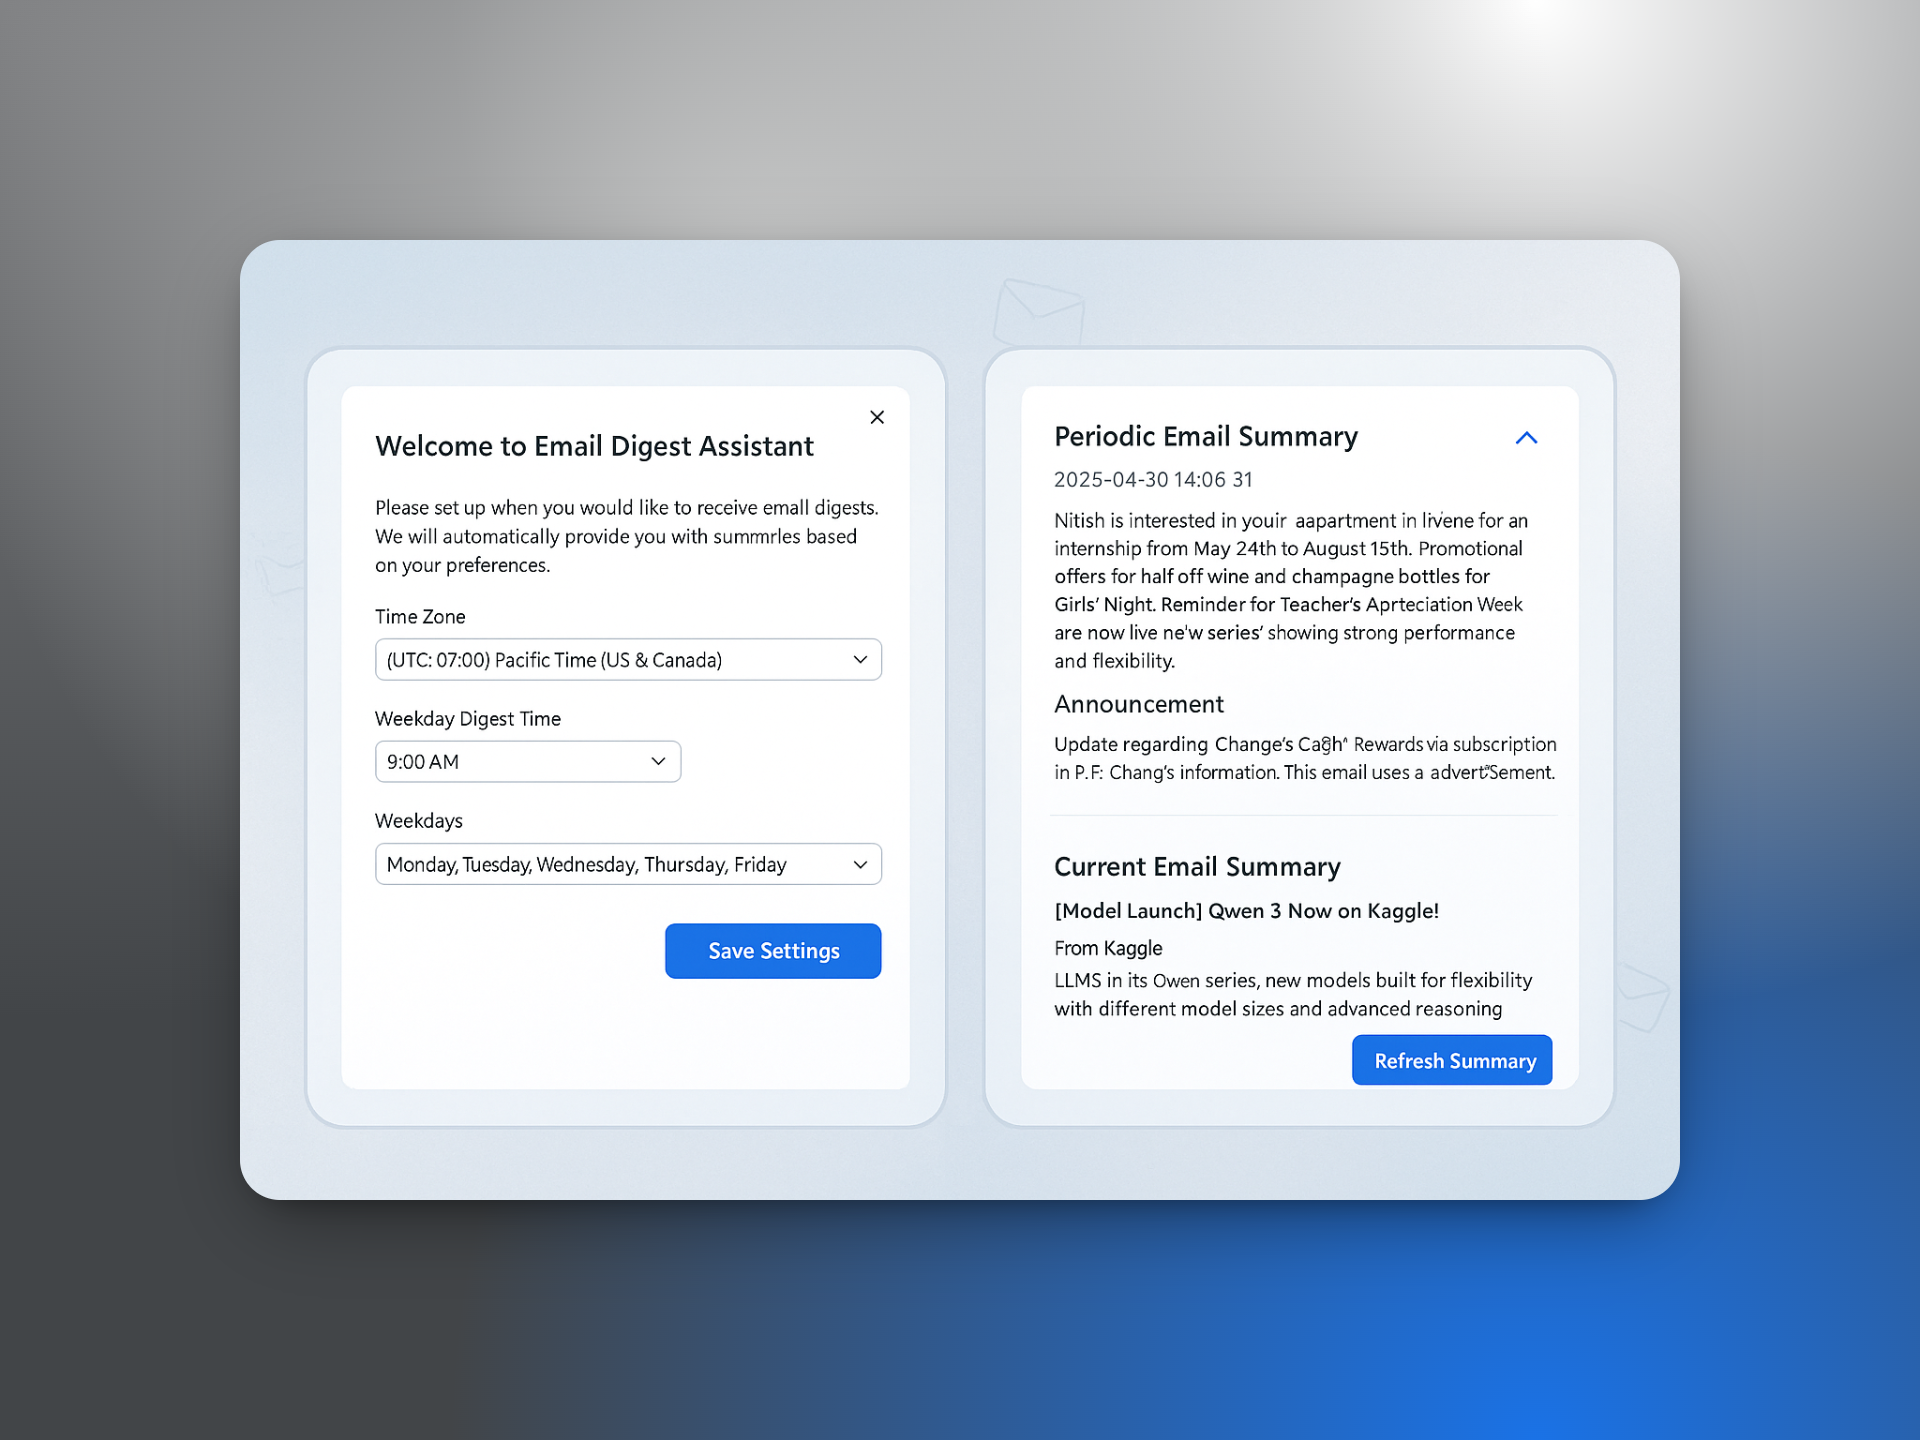 Welcome to Email Digest Assistant
Please set up when you would like to receive emall digests.
We will automatically provide you with summrles based
on your preferences.
Time Zone
(UTC: 07:00) Pacific Time (US & Canada)
Weekday Digest Time
9:00 AM
Weekdays
Monday, Tuesday, Wednesday, Thursday, Friday
Save Settings
Periodic Email Summary
2025-04-30 14:06 31
Nitish is interested in youir aapartment in livene for an
internship from May 24th to August 15th. Promotional
offers for half off wine and champagne bottles for
Girls' Night. Reminder for Teacher's Aprteciation Week
are now live ne'w series' showing strong performance
and flexibility.
Announcement
Update regarding Change's Rewards via subscription
in P.F: Chang's information. This email uses a
Current Email Summary
[Model Launch] Qwen 3 Now on Kaggle!
From Kaggle
LLMS in its Owen series, new models built for flexibility
with different model sizes and advanced reasoning
Refresh Summary